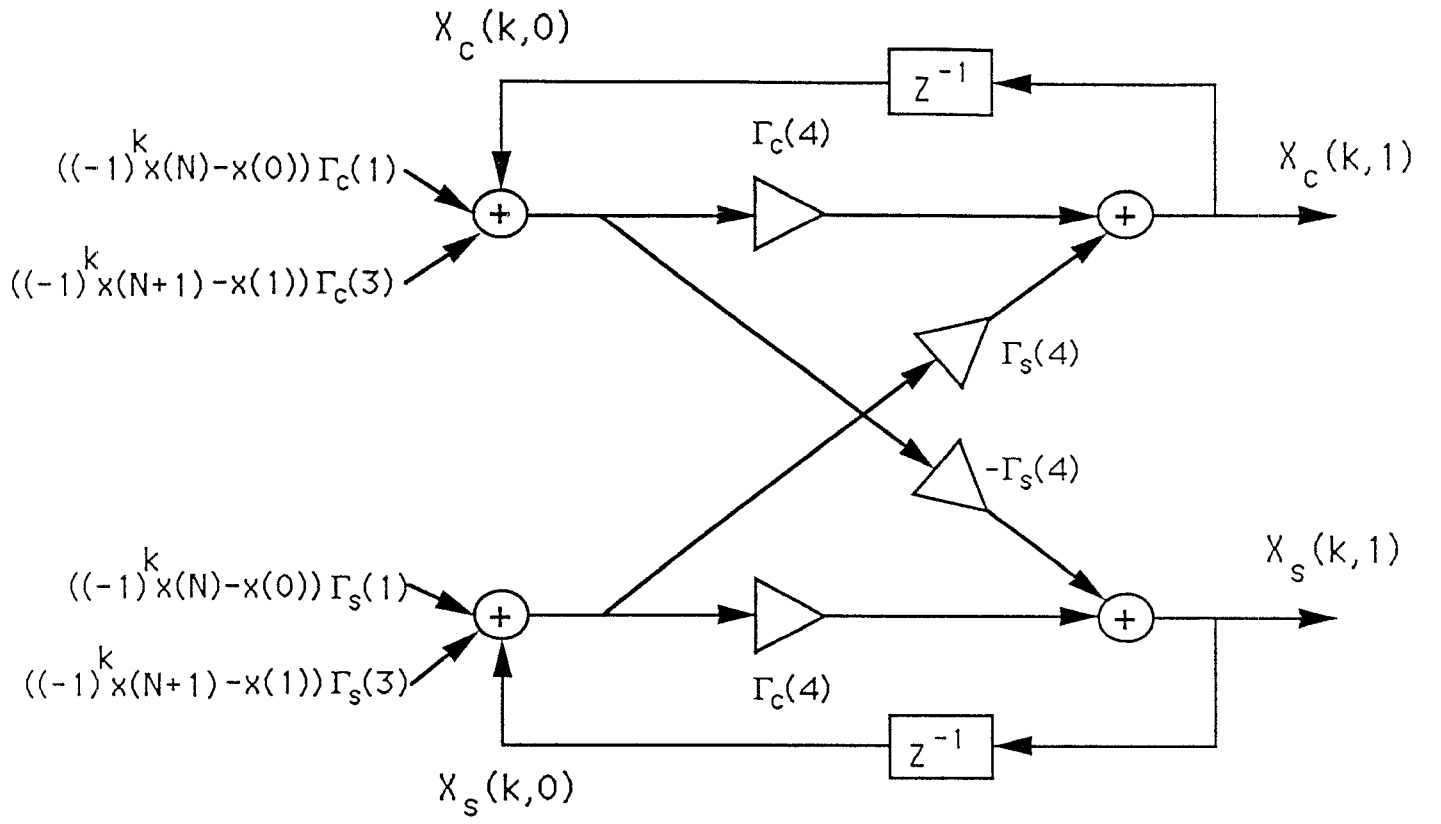 X_c(k,0)
z^-1
Γ_c(4)
((-1)^k x(N)-x(0))Γ_c(1)
X_c(k,1)
+
+
((-1)^k x(N+1)-x(1))Γ_c(3)
Γ_s(4)
-Γ_s(4)
X_s(k,1)
((-1)^k x(N)-x(0))Γ_s(1)
+
+
((-1)^k x(N+1)-x(1))Γ_s(3)
Γ_c(4)
z^-1
X_s(k,0)